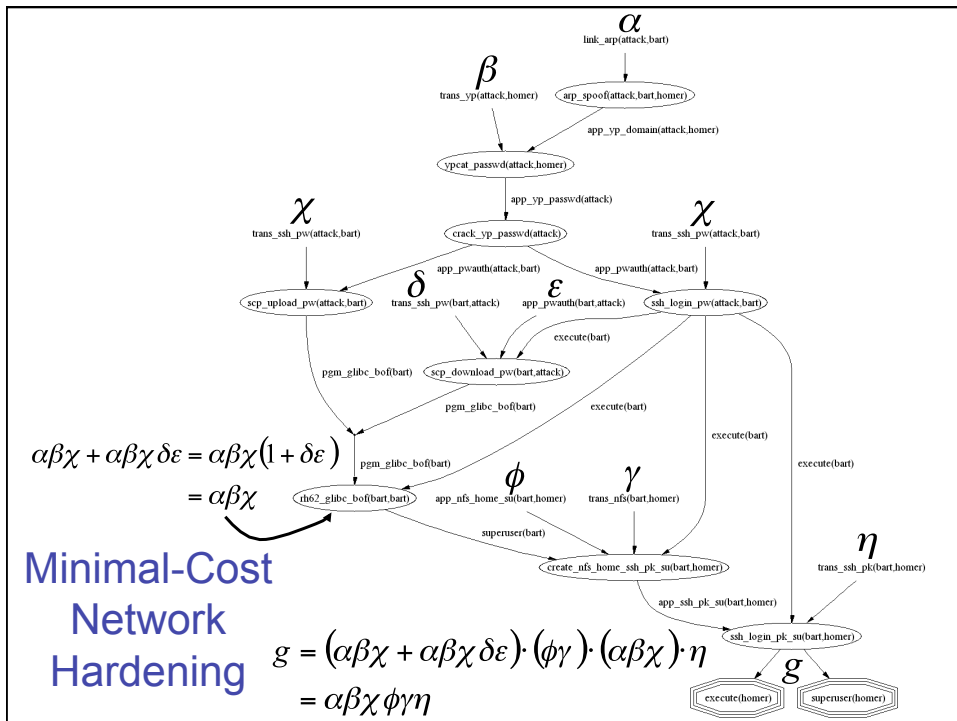 α
link_arp(attack,bart)
β
trans_yp(attack,homer)
arp_spoof(attack,bart,homer)
app_yp_domain(attack,homer)
ypcat_passwd(attack,homer)
app_yp_passwd(attack)
χ
trans_ssh_pw(attack,bart)
crack_yp_passwd(attack)
χ
trans_ssh_pw(attack,bart)
app_pwauth(attack,bart)
app_pwauth(attack,bart)
scp_upload_pw(attack,bart)
δ
trans_ssh_pw(bart,attack)
ε
app_pwauth(bart,attack)
ssh_login_pw(attack,bart)
execute(bart)
pgm_glibc_bof(bart)
scp_download_pw(bart,attack)
pgm_glibc_bof(bart)
execute(bart)
execute(bart)
execute(bart)
αβχ + αβχδε = αβχ(1 + δε)
= αβχ
pgm_glibc_bof(bart)
rh62_glibc_bof(bart,bart)
ϕ
app_nfs_home_su(bart,homer)
γ
trans_nfs(bart,homer)
superuser(bart)
create_nfs_home_ssh_pk_su(bart,homer)
η
trans_ssh_pk(bart,homer)
app_ssh_pk_su(bart,homer)
ssh_login_pk_su(bart,homer)
Minimal-Cost
Network
Hardening
g = (αβχ + αβχδε)·(ϕγ)·(αβχ)·η
= αβχϕγη
g
execute(homer)
superuser(homer)